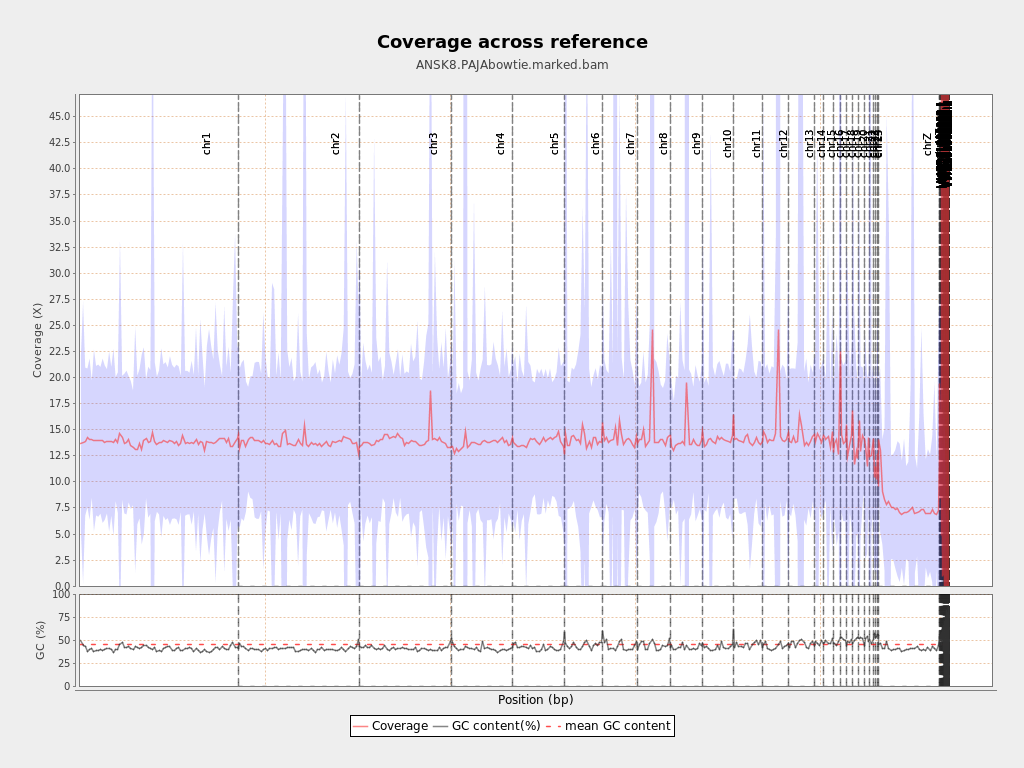 Coverage across reference
ANSK8.PAJAbowtie.marked.bam
Coverage (X)
45.0
42.5
40.0
37.5
35.0
32.5
30.0
27.5
25.0
22.5
20.0
17.5
15.0
12.5
10.0
7.5
5.0
2.5
0.0
chr1
chr2
chr3
chr4
chr5
chr6
chr7
chr8
chr9
chr10
chr11
chr12
chr13
chr14
chr15
chrZ
GC (%)
100
75
50
25
0
Position (bp)
Coverage GC content(%) mean GC content